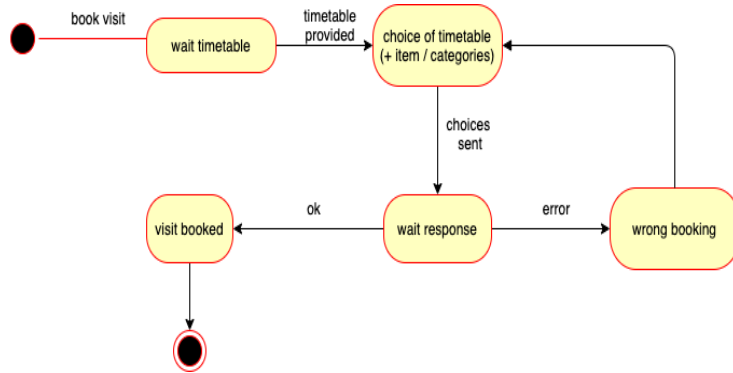 book visit
wait timetable
timetable
provided
choice of timetable
(+ item / categories)
choices
sent
visit booked
ok
wait response
error
wrong booking